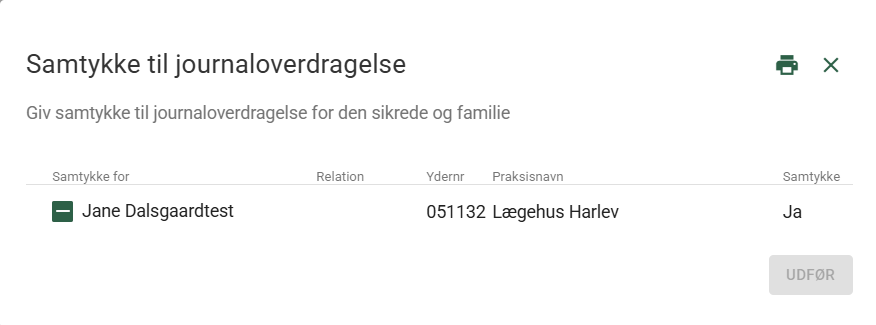 Samtykke til journaloverdragelse
Giv samtykke til journaloverdragelse for den sikrede og familie
Samtykke for Relation Ydernr Praksisnavn Samtykke
Jane Dalsgaardtest 051132 Lægehus Harlev Ja
UDFØR